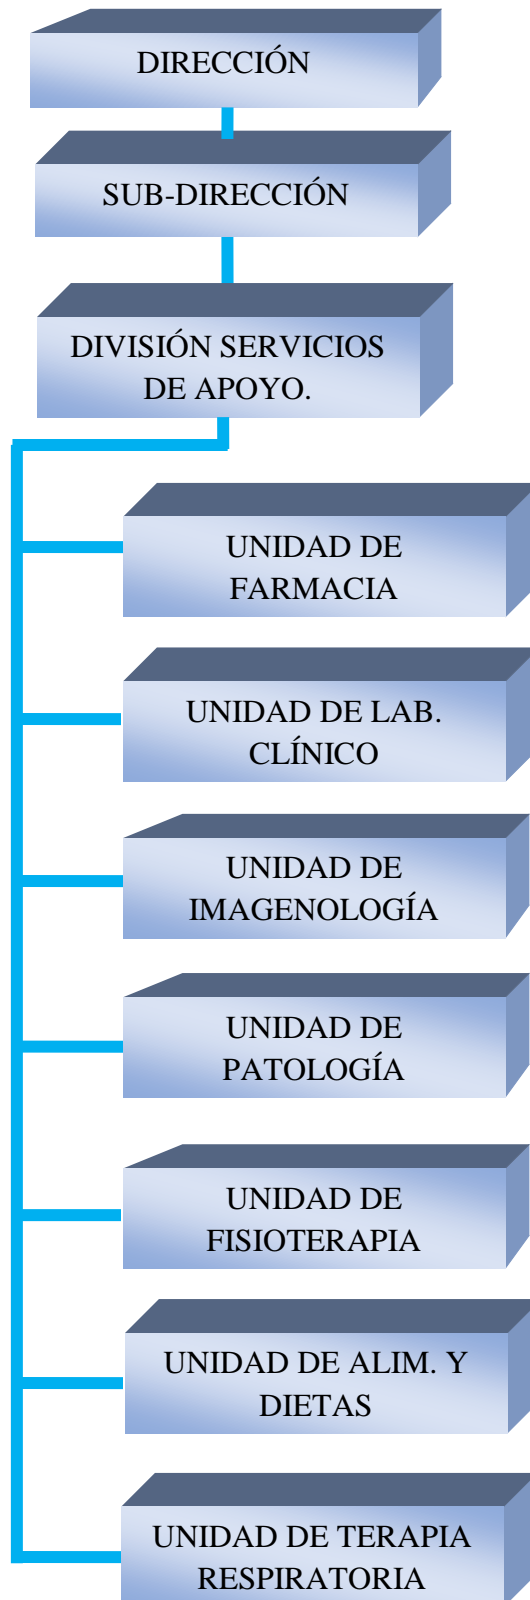 DIRECCIÓN
SUB-DIRECCIÓN
DIVISIÓN SERVICIOS
DE APOYO.
UNIDAD DE
FARMACIA
UNIDAD DE LAB.
CLÍNICO
UNIDAD DE
IMAGENOLOGÍA
UNIDAD DE
PATOLOGÍA
UNIDAD DE
FISIOTERAPIA
UNIDAD DE ALIM. Y
DIETAS
UNIDAD DE TERAPIA
RESPIRATORIA